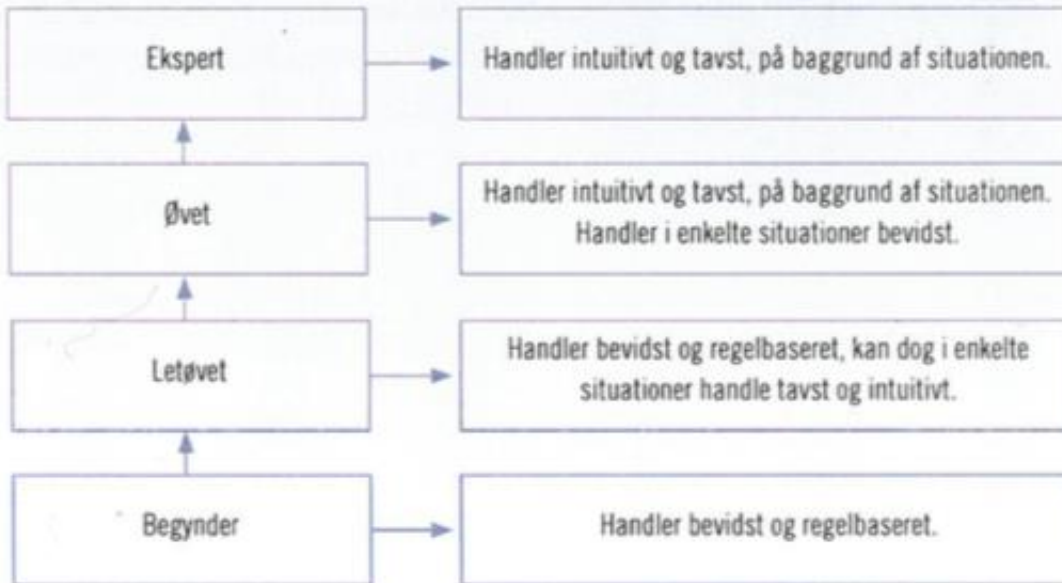 Ekspert
Handler intuitivt og tavst, på baggrund af situationen.
Øvet
Handler intuitivt og tavst, på baggrund af situationen.
Handler i enkelte situationer bevidst.
Letøvet
Handler bevidst og regelbaseret, kan dog i enkelte
situationer handle tavst og intuitivt.
Begynder
Handler bevidst og regelbaseret.